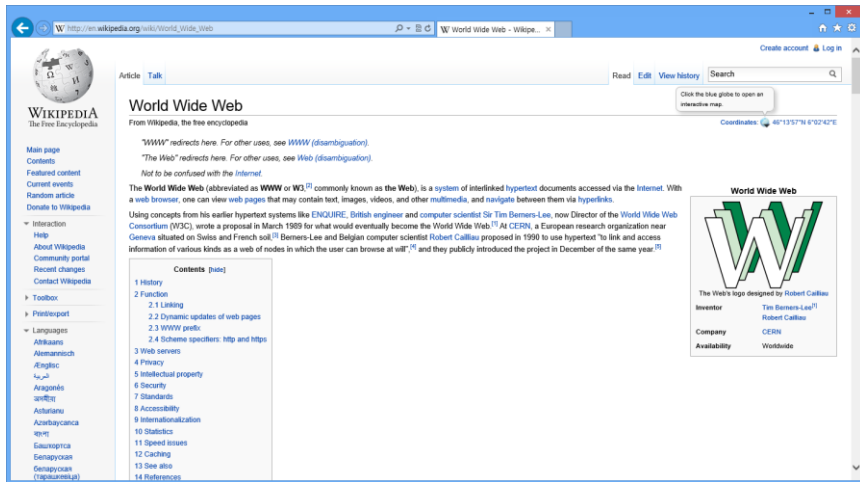 http://en.wikipedia.org/wiki/World_Wide_Web
World Wide Web - Wikipe...
Create account Log in
Article Talk
Read Edit View history Search
Click the blue globe to open an
interactive map.
WIKIPEDIA
The Free Encyclopedia
World Wide Web
From Wikipedia, the free encyclopedia
Coordinates: 46°13′57″N 6°02′42″E
"WWW" redirects here. For other uses, see WWW (disambiguation).
"The Web" redirects here. For other uses, see Web (disambiguation).
Not to be confused with the Internet.
The World Wide Web (abbreviated as WWW or W3,[2] commonly known as the Web), is a system of interlinked hypertext documents accessed via the Internet. With
a web browser, one can view web pages that may contain text, images, videos, and other multimedia, and navigate between them via hyperlinks.
Using concepts from his earlier hypertext systems like ENQUIRE, British engineer and computer scientist Sir Tim Berners-Lee, now Director of the World Wide Web
Consortium (W3C), wrote a proposal in March 1989 for what would eventually become the World Wide Web.[1] At CERN, a European research organization near
Geneva situated on Swiss and French soil,[3] Berners-Lee and Belgian computer scientist Robert Cailliau proposed in 1990 to use hypertext "to link and access
information of various kinds as a web of nodes in which the user can browse at will",[4] and they publicly introduced the project in December of the same year.[5]
World Wide Web
The Web's logo designed by Robert Cailliau
Inventor Tim Berners-Lee[1]
Robert Cailliau
Company CERN
Availability Worldwide
Contents [hide]
1 History
2 Function
2.1 Linking
2.2 Dynamic updates of web pages
2.3 WWW prefix
2.4 Scheme specifiers: http and https
3 Web servers
4 Privacy
5 Intellectual property
6 Security
7 Standards
8 Accessibility
9 Internationalization
10 Statistics
11 Speed issues
12 Caching
13 See also
14 References
Main page
Contents
Featured content
Current events
Random article
Donate to Wikipedia
Interaction
Help
About Wikipedia
Community portal
Recent changes
Contact Wikipedia
Toolbox
Print/export
Languages
Afrikaans
Alemannisch
Ænglisc
العربية
Aragonés
অসমীয়া
Asturianu
Azərbaycanca
বাংলা
Башҡортса
Беларуская
беларуская
(тарашкевіца)